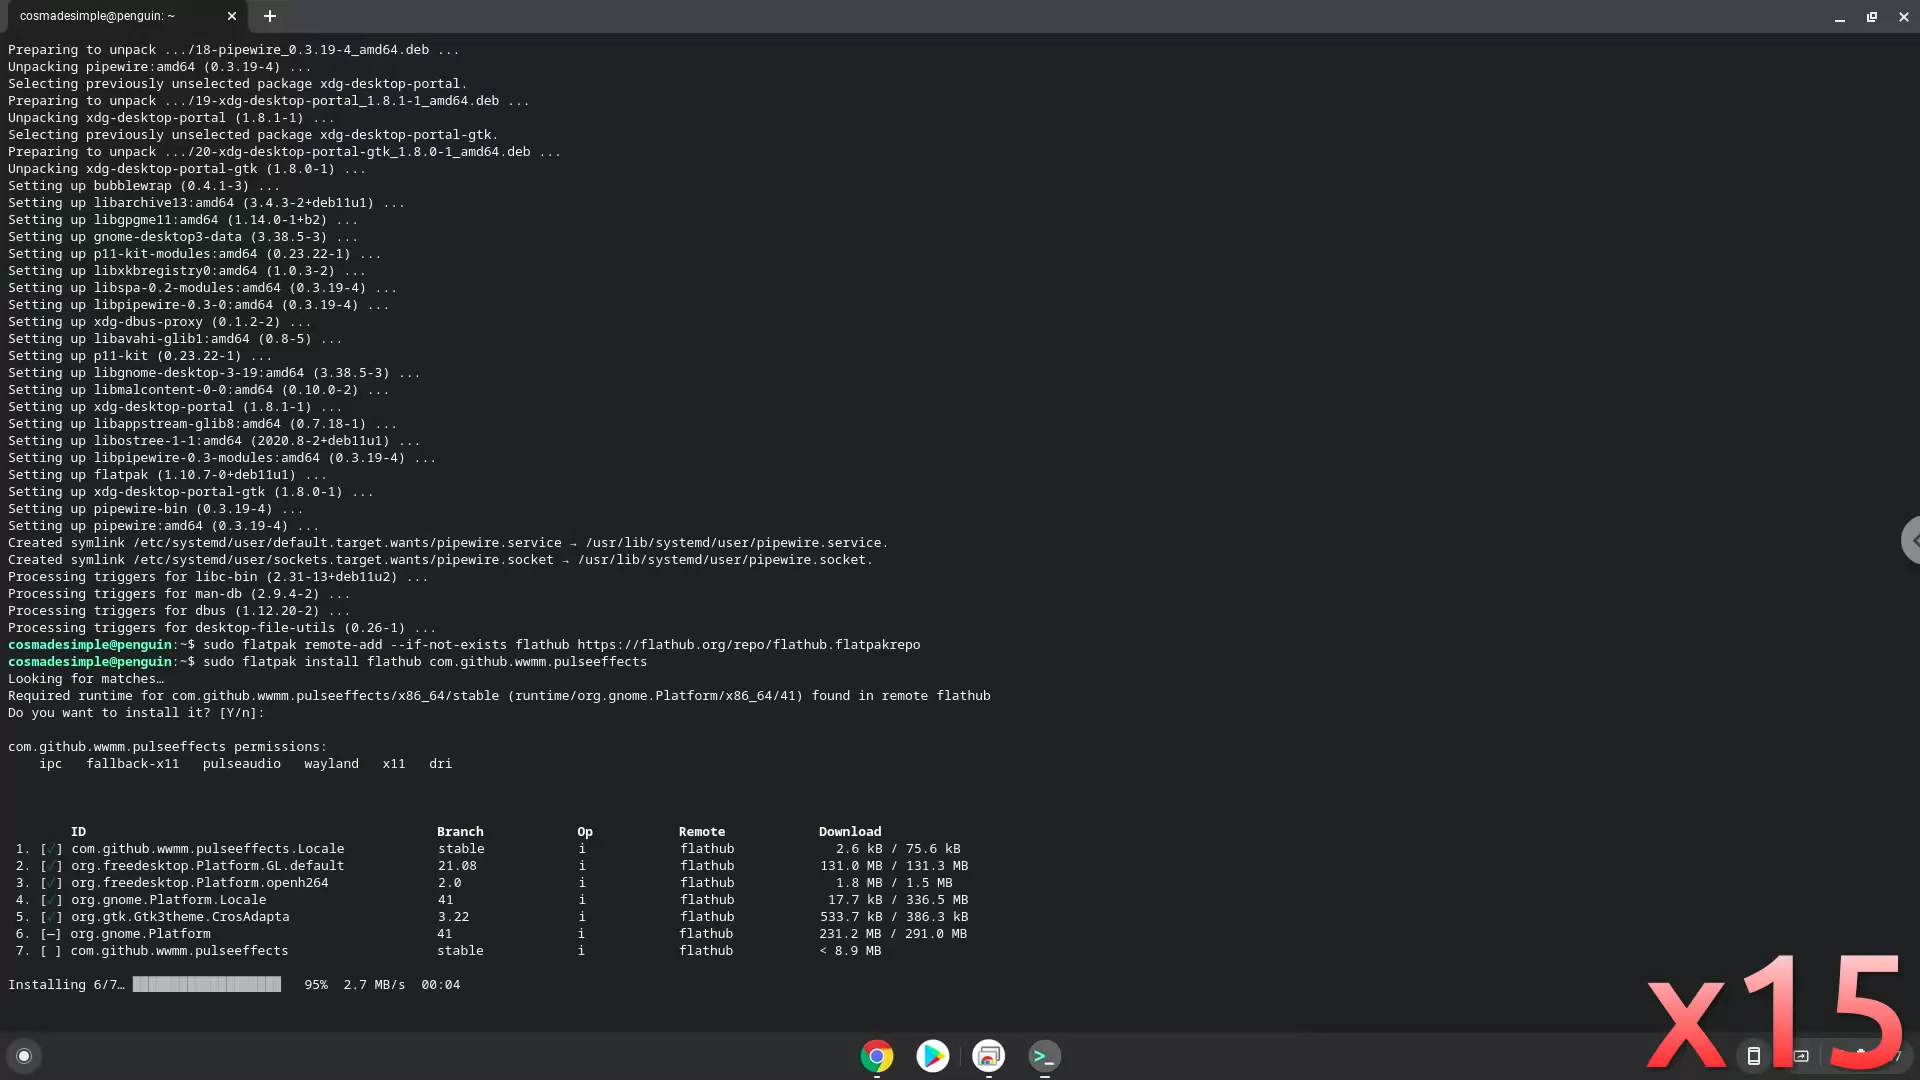 cosmadesimple@penguin: ~
Preparing to unpack .../18-pipewire_0.3.19-4_amd64.deb ...
Unpacking pipewire:amd64 (0.3.19-4) ...
Selecting previously unselected package xdg-desktop-portal.
Preparing to unpack .../19-xdg-desktop-portal_1.8.1-1_amd64.deb ...
Unpacking xdg-desktop-portal (1.8.1-1) ...
Selecting previously unselected package xdg-desktop-portal-gtk.
Preparing to unpack .../20-xdg-desktop-portal-gtk_1.8.0-1_amd64.deb ...
Unpacking xdg-desktop-portal-gtk (1.8.0-1) ...
Setting up bubblewrap (0.4.1-3) ...
Setting up libarchive13:amd64 (3.4.3-2+deb11u1) ...
Setting up libgpgme11:amd64 (1.14.0-1+b2) ...
Setting up gnome-desktop3-data (3.38.5-3) ...
Setting up p11-kit-modules:amd64 (0.23.22-1) ...
Setting up libxkbregistry0:amd64 (1.0.3-2) ...
Setting up libspa-0.2-modules:amd64 (0.3.19-4) ...
Setting up libpipewire-0.3-0:amd64 (0.3.19-4) ...
Setting up xdg-dbus-proxy (0.1.2-2) ...
Setting up libavahi-glib1:amd64 (0.8-5) ...
Setting up p11-kit (0.23.22-1) ...
Setting up libgnome-desktop-3-19:amd64 (3.38.5-3) ...
Setting up libmalcontent-0-0:amd64 (0.10.0-2) ...
Setting up xdg-desktop-portal (1.8.1-1) ...
Setting up libappstream-glib8:amd64 (0.7.18-1) ...
Setting up libostree-1-1:amd64 (2020.8-2+deb11u1) ...
Setting up libpipewire-0.3-modules:amd64 (0.3.19-4) ...
Setting up flatpak (1.10.7-0+deb11u1) ...
Setting up xdg-desktop-portal-gtk (1.8.0-1) ...
Setting up pipewire-bin (0.3.19-4) ...
Setting up pipewire:amd64 (0.3.19-4) ...
Created symlink /etc/systemd/user/default.target.wants/pipewire.service → /usr/lib/systemd/user/pipewire.service.
Created symlink /etc/systemd/user/sockets.target.wants/pipewire.socket → /usr/lib/systemd/user/pipewire.socket.
Processing triggers for libc-bin (2.31-13+deb11u2) ...
Processing triggers for man-db (2.9.4-2) ...
Processing triggers for dbus (1.12.20-2) ...
Processing triggers for desktop-file-utils (0.26-1) ...
cosmadesimple@penguin:~$ sudo flatpak remote-add --if-not-exists flathub https://flathub.org/repo/flathub.flatpakrepo
cosmadesimple@penguin:~$ sudo flatpak install flathub com.github.wwmm.pulseeffects
Looking for matches…
Required runtime for com.github.wwmm.pulseeffects/x86_64/stable (runtime/org.gnome.Platform/x86_64/41) found in remote flathub
Do you want to install it? [Y/n]:
com.github.wwmm.pulseeffects permissions:
ipc fallback-x11 pulseaudio wayland x11 dri
ID Branch Op Remote Download
1. [✓] com.github.wwmm.pulseeffects.Locale stable i flathub 2.6 kB / 75.6 kB
2. [✓] org.freedesktop.Platform.GL.default 21.08 i flathub 131.0 MB / 131.3 MB
3. [✓] org.freedesktop.Platform.openh264 2.0 i flathub 1.8 MB / 1.5 MB
4. [✓] org.gnome.Platform.Locale 41 i flathub 17.7 kB / 336.5 MB
5. [✓] org.gtk.Gtk3theme.CrosAdapta 3.22 i flathub 533.7 kB / 386.3 kB
6. [—] org.gnome.Platform 41 i flathub 231.2 MB / 291.0 MB
7. [ ] com.github.wwmm.pulseeffects stable i flathub < 8.9 MB
Installing 6/7… 95% 2.7 MB/s 00:04
x15